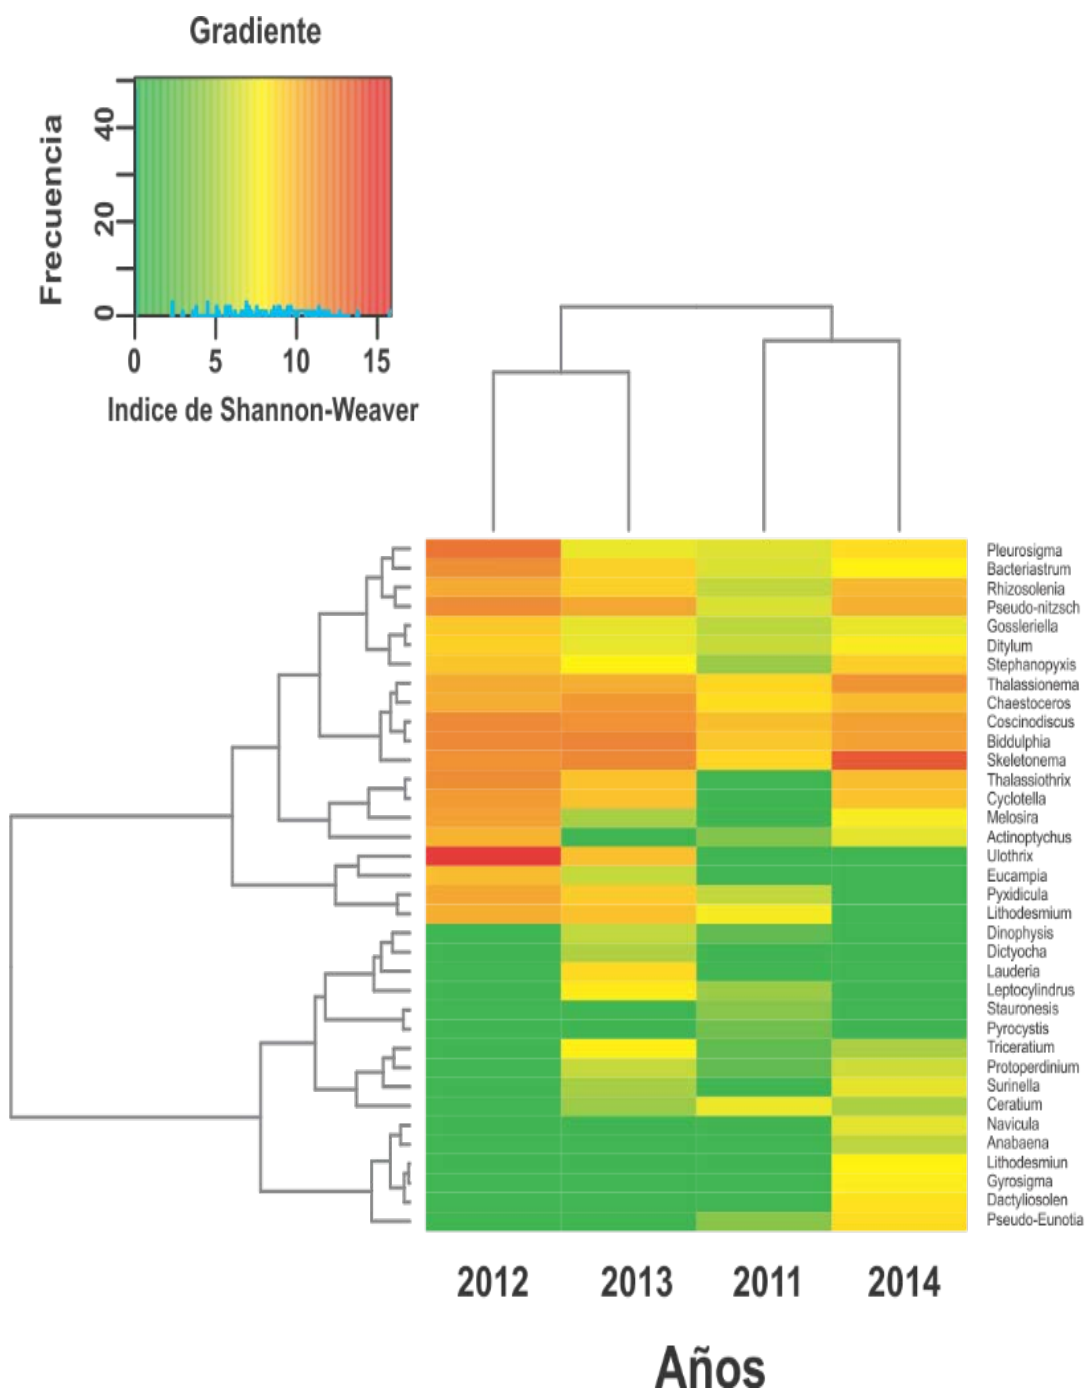 Gradiente
Frecuencia
0 20 40
0 5 10 15
Indice de Shannon-Weaver
Pleurosigma
Bacteriastrum
Rhizosolenia
Pseudo-nitzsch
Gossleriella
Ditylum
Stephanopyxis
Thalassionema
Chaestoceros
Coscinodiscus
Biddulphia
Skeletonema
Thalassiothrix
Cyclotella
Melosira
Actinoptychus
Ulothrix
Eucampia
Pyxidicula
Lithodesmium
Dinophysis
Dictyocha
Lauderia
Leptocylindrus
Stauronesis
Pyrocystis
Triceratium
Protoperdinium
Surinella
Ceratium
Navicula
Anabaena
Lithodesmiun
Gyrosigma
Dactyliosolen
Pseudo-Eunotia
2012 2013 2011 2014
Años